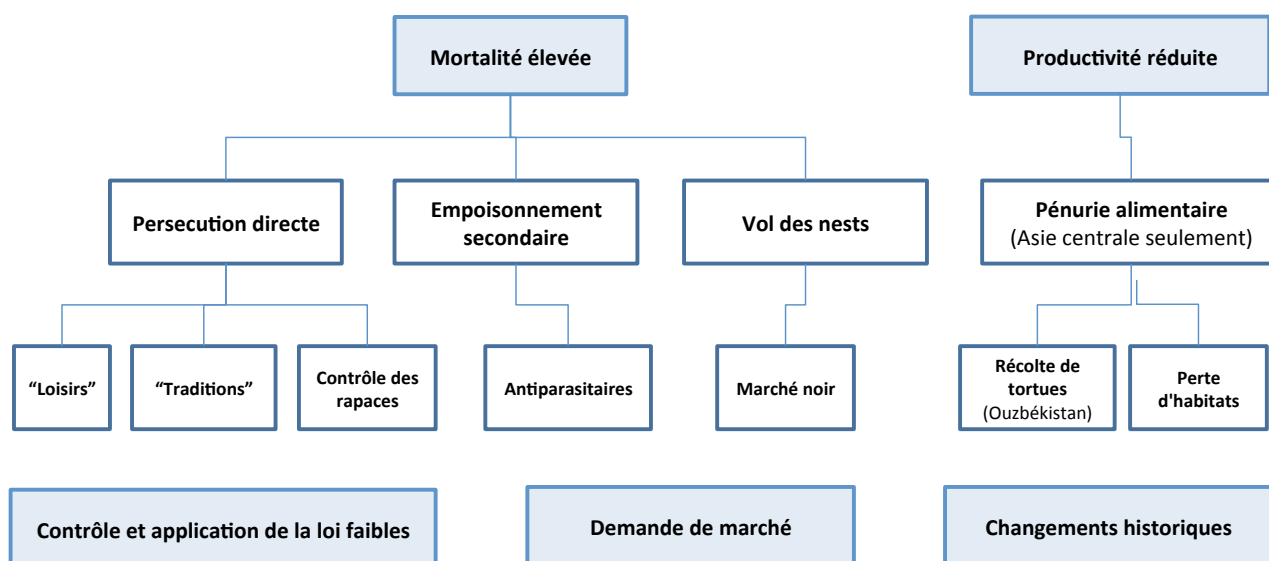 Mortalité élevée
Productivité réduite
Persecution directe
Empoisonnement
secondaire
Vol des nests
Pénurie alimentaire
(Asie centrale seulement)
“Loisirs”
“Traditions”
Contrôle des
rapaces
Antiparasitaires
Marché noir
Récolte de
tortues
(Ouzbékistan)
Perte
d'habitats
Contrôle et application de la loi faibles
Demande de marché
Changements historiques